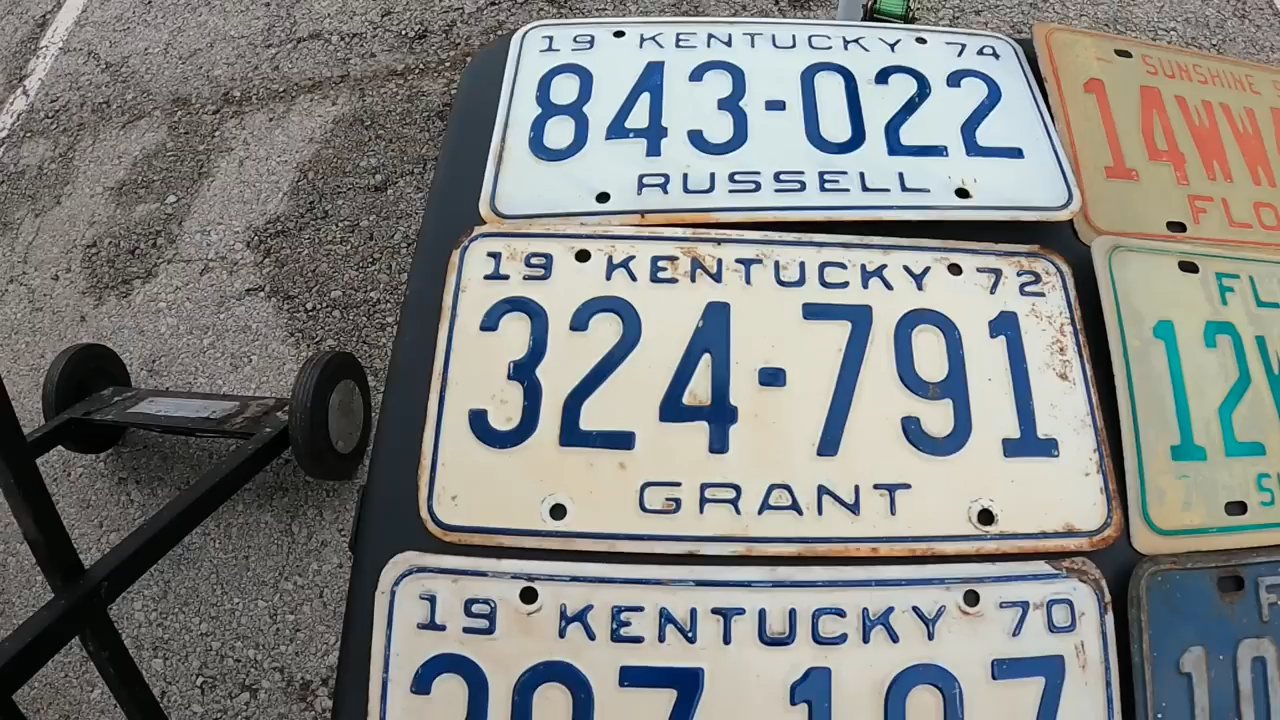 19 KENTUCKY 74
843-022
RUSSELL
19 KENTUCKY 72
324-791
GRANT
19 KENTUCKY 70
SUNSHINE
14WW
FLO
FL
12